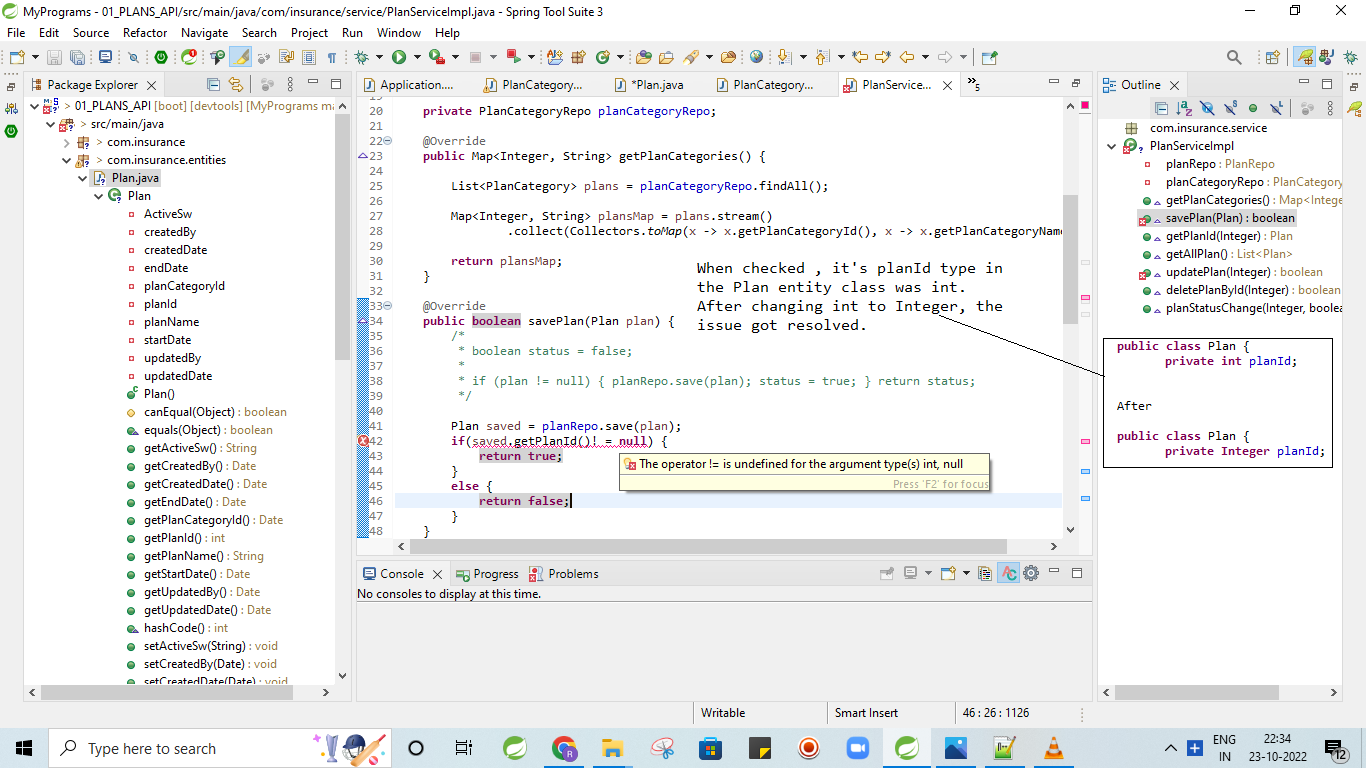 MyPrograms - 01_PLANS_API/src/main/java/com/insurance/service/PlanServiceImpl.java - Spring Tool Suite 3
File Edit Source Refactor Navigate Search Project Run Window Help
Package Explorer
01_PLANS_API [boot] [devtools] [MyPrograms ma
src/main/java
com.insurance
com.insurance.entities
Plan.java
Plan
ActiveSw
createdBy
createdDate
endDate
planCategoryId
planId
planName
startDate
updatedBy
updatedDate
Plan()
canEqual(Object) : boolean
equals(Object) : boolean
getActiveSw() : String
getCreatedBy() : Date
getCreatedDate() : Date
getEndDate() : Date
getPlanCategoryId() : Date
getPlanId() : int
getPlanName() : String
getStartDate() : Date
getUpdatedBy() : Date
getUpdatedDate() : Date
hashCode() : int
setActiveSw(String) : void
setCreatedBy(Date) : void
setCreatedDate(Date) : void
Application....
PlanCategory...
*Plan.java
PlanCategory...
PlanService...
»5
20 private PlanCategoryRepo planCategoryRepo;
21
22 @Override
23 public Map<Integer, String> getPlanCategories() {
24
25 List<PlanCategory> plans = planCategoryRepo.findAll();
26
27 Map<Integer, String> plansMap = plans.stream()
28 .collect(Collectors.toMap(x -> x.getPlanCategoryId(), x -> x.getPlanCategoryName
29
30 return plansMap;
31 }
32
33 @Override
34 public boolean savePlan(Plan plan) {
35 /*
36 * boolean status = false;
37 *
38 * if (plan != null) { planRepo.save(plan); status = true; } return status;
39 */
40
41 Plan saved = planRepo.save(plan);
42 if(saved.getPlanId()! = null) {
43 return true;
44 }
45 else {
46 return false;
47 }
48 }
When checked , it's planId type in
the Plan entity class was int.
After changing int to Integer, the
issue got resolved.
The operator != is undefined for the argument type(s) int, null
Press 'F2' for focus
Console
Progress
Problems
No consoles to display at this time.
Outline
com.insurance.service
PlanServiceImpl
planRepo : PlanRepo
planCategoryRepo : PlanCategory
getPlanCategories() : Map<Intege
savePlan(Plan) : boolean
getPlanId(Integer) : Plan
getAllPlan() : List<Plan>
updatePlan(Integer) : boolean
deletePlanById(Integer) : boolean
planStatusChange(Integer, boolea
public class Plan {
private int planId;
After
public class Plan {
private Integer planId;
Writable
Smart Insert
46 : 26 : 1126
Type here to search
ENG
IN
22:34
23-10-2022
12